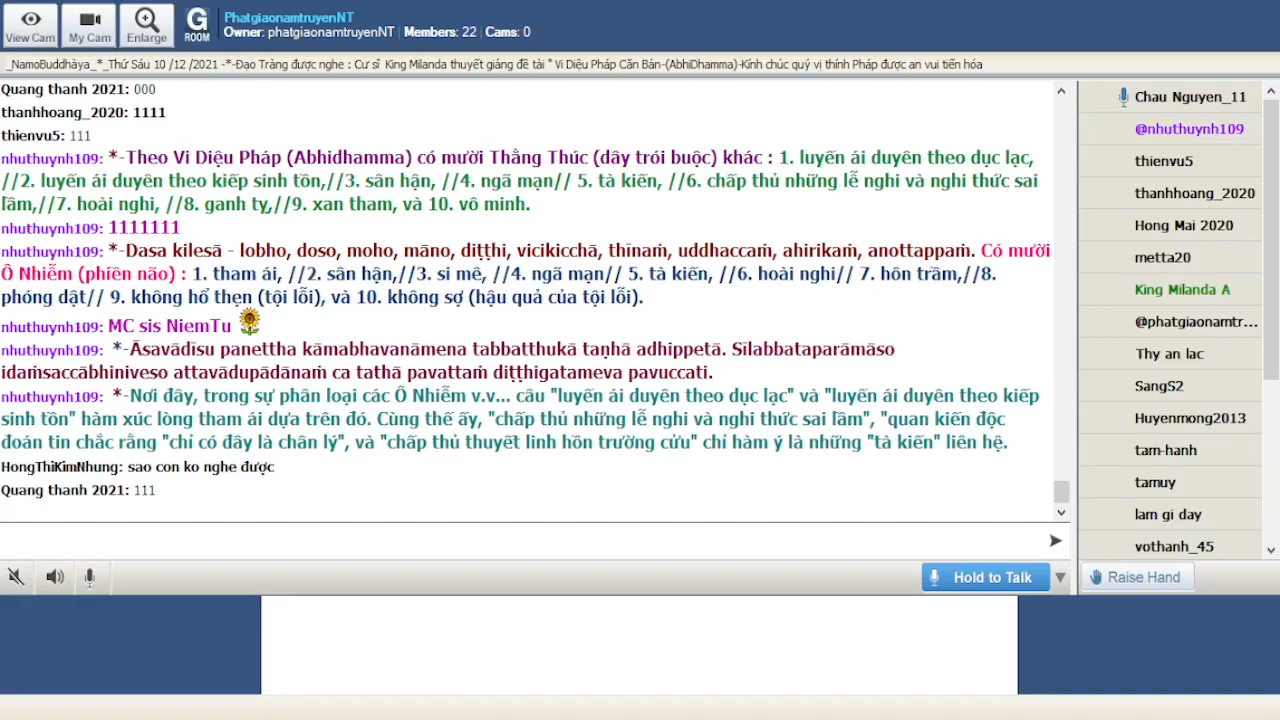 PhatgiaonamtruyenNT
View Cam
My Cam
Enlarge
G
ROOM
Owner: phatgiaonamtruyenNT | Members: 22 | Cams: 0
_NamoBuddhàya_*_Thứ Sáu 10 /12 /2021 -*-Đạo Tràng được nghe : Cư sĩ King Milanda thuyết giảng đề tài " Vi Diệu Pháp Căn Bản-(AbhiDhamma)-Kính chúc quý vị thính Pháp được an vui tiến hóa
Quang thanh 2021: 000
thanhhoang_2020: 1111
thienvu5: 111
nhuthuynh109: *-Theo Vi Diệu Pháp (Abhidhamma) có mười Thằng Thúc (dây trói buộc) khác : 1. luyến ái duyên theo dục lạc,
//2. luyến ái duyên theo kiếp sinh tồn,//3. sân hận, //4. ngã mạn// 5. tà kiến, //6. chấp thủ những lễ nghi và nghi thức sai
lầm,//7. hoài nghi, //8. ganh tỵ,//9. xan tham, và 10. vô minh.
nhuthuynh109: 1111111
nhuthuynh109: *-Dasa kilesā - lobho, doso, moho, māno, diṭṭhi, vicikicchā, thīnaṁ, uddhaccaṁ, ahirikaṁ, anottappaṁ. Có mười
Ô Nhiễm (phiền não) : 1. tham ái, //2. sân hận,//3. si mê, //4. ngã mạn// 5. tà kiến, //6. hoài nghi// 7. hôn trầm,//8.
phóng dật// 9. không hổ thẹn (tội lỗi), và 10. không sợ (hậu quả của tội lỗi).
nhuthuynh109: MC sis NiemTu
nhuthuynh109: *-Āsavādīsu panettha kāmabhavanāmena tabbatthukā taṇhā adhippetā. Sīlabbataparāmāso
idaṁsaccābhiniveso attavādupādānaṁ ca tathā pavattaṁ diṭṭhigatameva pavuccati.
nhuthuynh109: *-Nơi đây, trong sự phân loại các Ô Nhiễm v.v... câu "luyến ái duyên theo dục lạc" và "luyến ái duyên theo kiếp
sinh tồn" hàm xúc lòng tham ái dựa trên đó. Cùng thế ấy, "chấp thủ những lễ nghi và nghi thức sai lầm", "quan kiến độc
đoán tin chắc rằng "chỉ có đây là chân lý", và "chấp thủ thuyết linh hồn trường cửu" chỉ hàm ý là những "tà kiến" liên hệ.
HongThiKimNhung: sao con ko nghe được
Quang thanh 2021: 111
Hold to Talk
Chau Nguyen_11
@nhuthuynh109
thienvu5
thanhhoang_2020
Hong Mai 2020
metta20
King Milanda A
@phatgiaonamtr...
Thy an lac
SangS2
Huyenmong2013
tam-hanh
tamuy
lam gi day
vothanh_45
Raise Hand